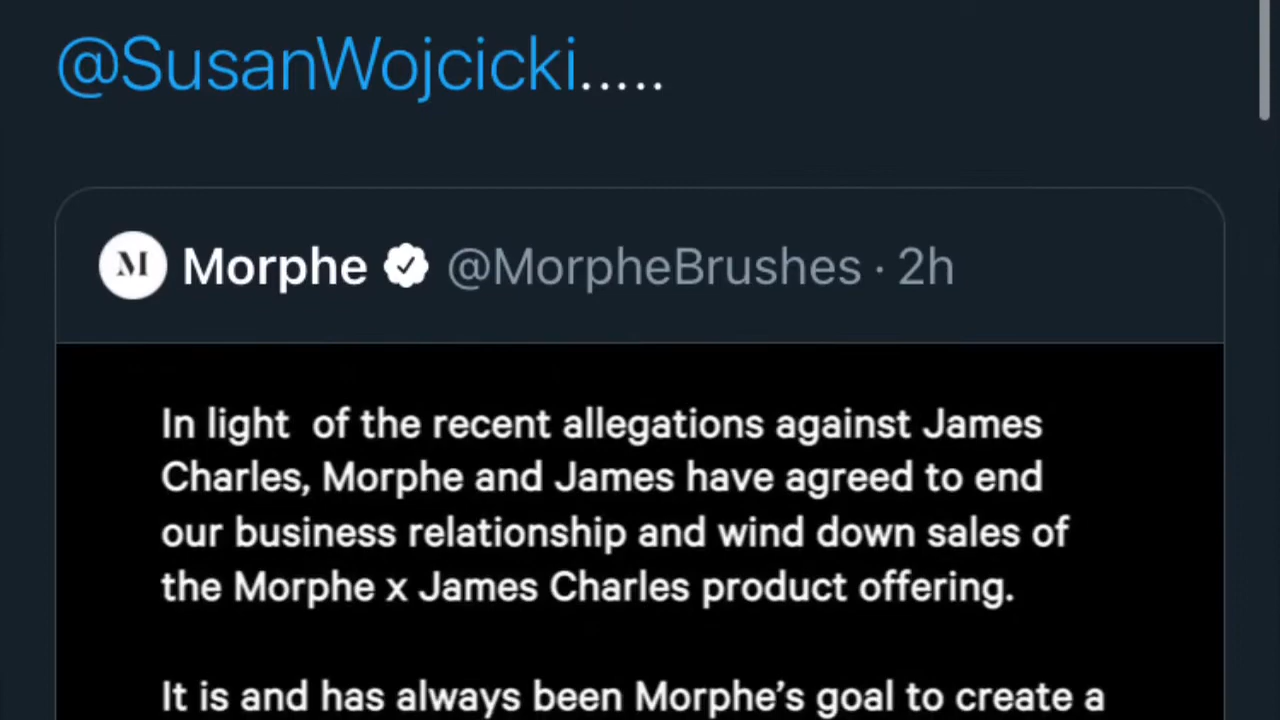 @SusanWojcicki.....
M Morphe @MorpheBrushes · 2h
In light  of the recent allegations against James
Charles, Morphe and James have agreed to end
our business relationship and wind down sales of
the Morphe x James Charles product offering.
It is and has always been Morphe’s goal to create a